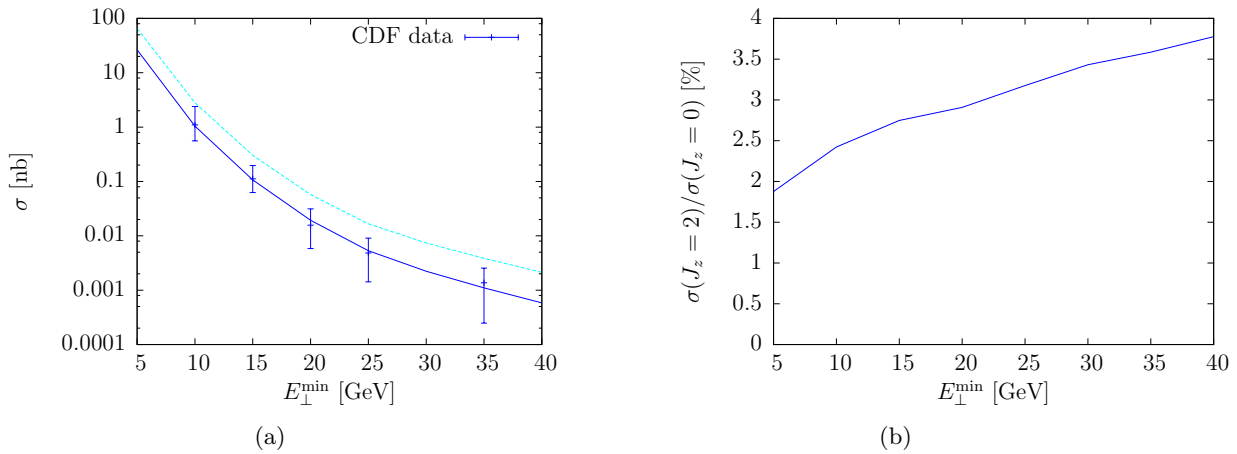 100
10
1
0.1
0.01
0.001
0.0001
σ [nb]
CDF data
5 10 15 20 25 30 35 40
E⊥^min [GeV]
(a)
4
3.5
3
2.5
2
1.5
1
0.5
0
σ(J_z = 2)/σ(J_z = 0) [%]
5 10 15 20 25 30 35 40
E⊥^min [GeV]
(b)